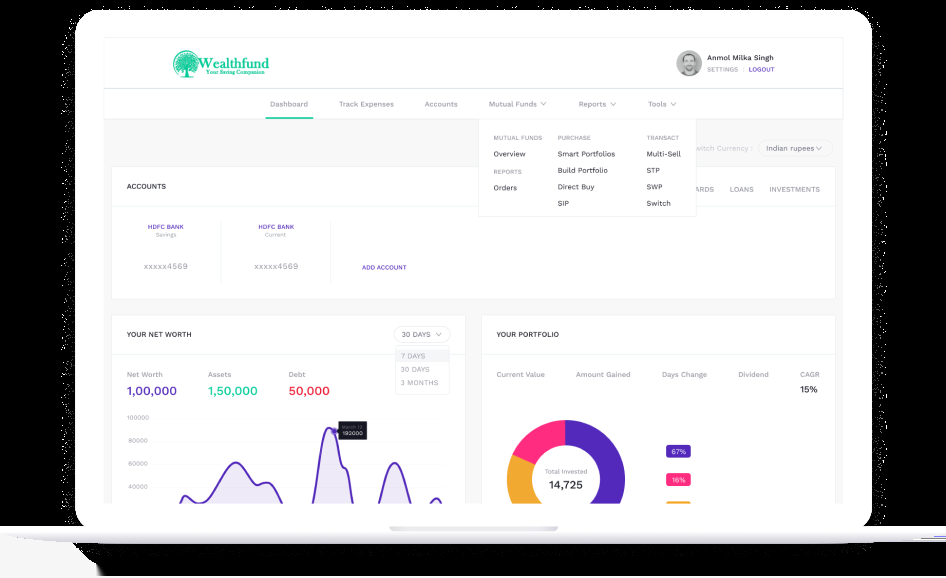 Wealthfund
Your Saving Companion
Anmol Milka Singh
SETTINGS | LOGOUT
Dashboard Track Expenses Accounts Mutual Funds Reports Tools
MUTUAL FUNDS PURCHASE TRANSACT
Overview Smart Portfolios Multi-Sell
REPORTS Build Portfolio STP
Orders Direct Buy SWP
SIP Switch
witch Currency : Indian rupees
ACCOUNTS
ARDS LOANS INVESTMENTS
HDFC BANK HDFC BANK
Savings Current
xxxxx4569 xxxxx4569 ADD ACCOUNT
YOUR NET WORTH 30 DAYS
7 DAYS
30 DAYS
3 MONTHS
Net Worth Assets Debt
1,00,000 1,50,000 50,000
100000
March 10
192000
80000
60000
40000
YOUR PORTFOLIO
Current Value Amount Gained Days Change Dividend CAGR
15%
Total Invested
14,725
67%
16%